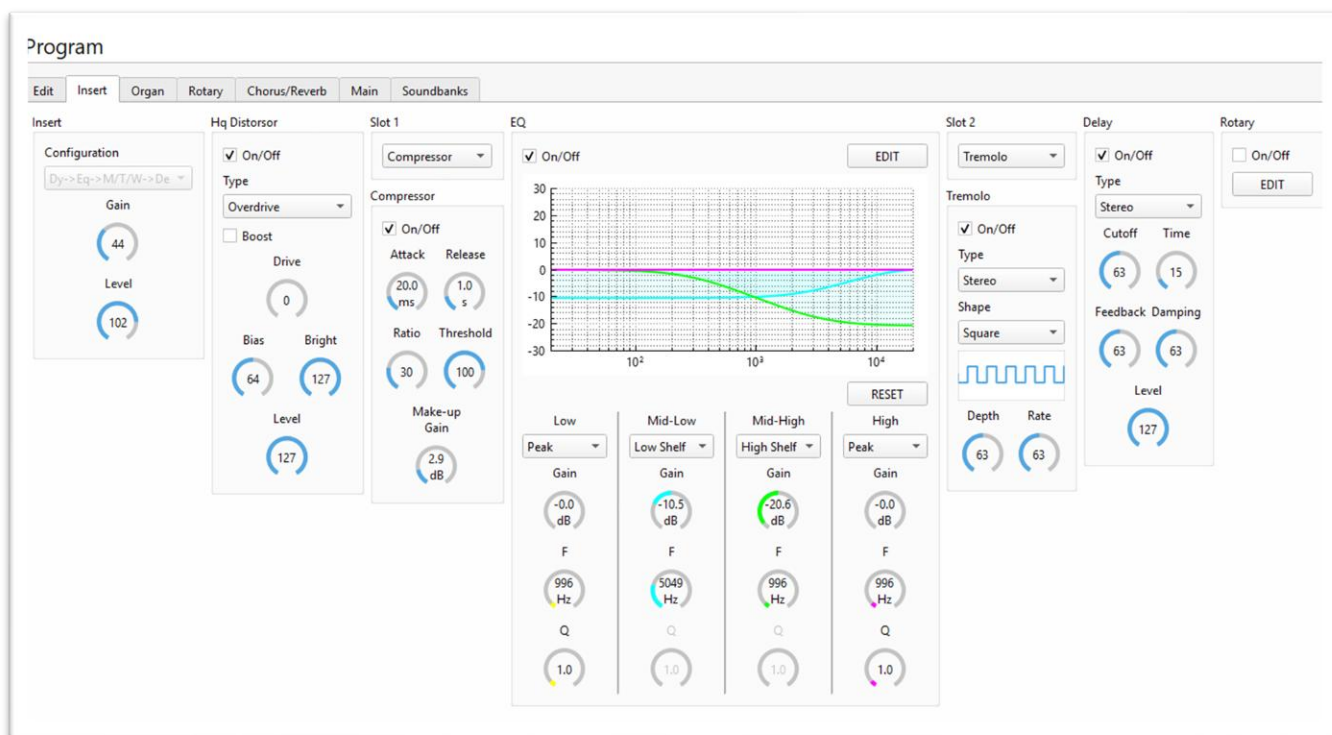 Program
Edit Insert Organ Rotary Chorus/Reverb Main Soundbanks
Insert
Configuration
Dy->Eq->M/T/W->De
Gain
44
Level
102
Hq Distorsor
On/Off
Type
Overdrive
Boost
Drive
0
Bias Bright
64 127
Level
127
Slot 1
Compressor
Compressor
On/Off
Attack Release
20.0 ms 1.0 s
Ratio Threshold
30 100
Make-up
Gain
2.9
dB
EQ
On/Off EDIT
30
20
10
0
-10
-20
-30
10² 10³ 10⁴
RESET
Low Mid-Low Mid-High High
Peak Low Shelf High Shelf Peak
Gain Gain Gain Gain
-0.0 dB -10.5 dB -20.6 dB -0.0 dB
F F F F
996 Hz 5049 Hz 996 Hz 996 Hz
Q Q Q Q
1.0 1.0 1.0 1.0
Slot 2
Tremolo
Tremolo
On/Off
Type
Stereo
Shape
Square
Depth Rate
63 63
Delay
On/Off
Type
Stereo
Cutoff Time
63 15
Feedback Damping
63 63
Level
127
Rotary
On/Off
EDIT